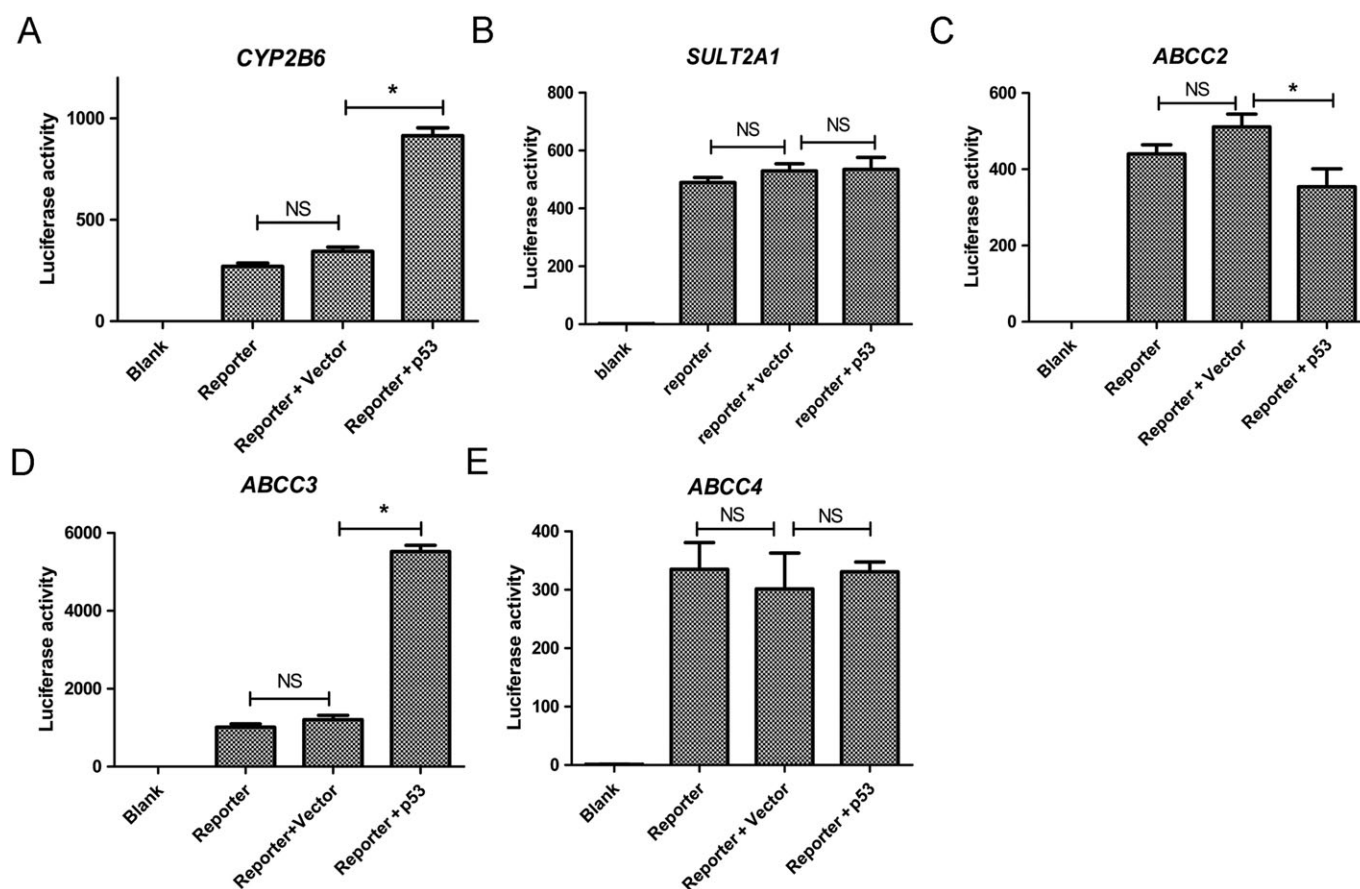 A
CYP2B6
Luciferase activity
1000
500
0
NS
*
Blank
Reporter
Reporter + Vector
Reporter + p53
B
SULT2A1
Luciferase activity
800
600
400
200
0
NS
NS
blank
reporter
reporter + vector
reporter + p53
C
ABCC2
Luciferase activity
600
400
200
0
NS
*
Blank
Reporter
Reporter + Vector
Reporter + p53
D
ABCC3
Luciferase activity
6000
4000
2000
0
NS
*
Blank
Reporter
Reporter+Vector
Reporter + p53
E
ABCC4
Luciferase activity
400
300
200
100
0
NS
NS
Blank
Reporter
Reporter + Vector
Reporter + p53